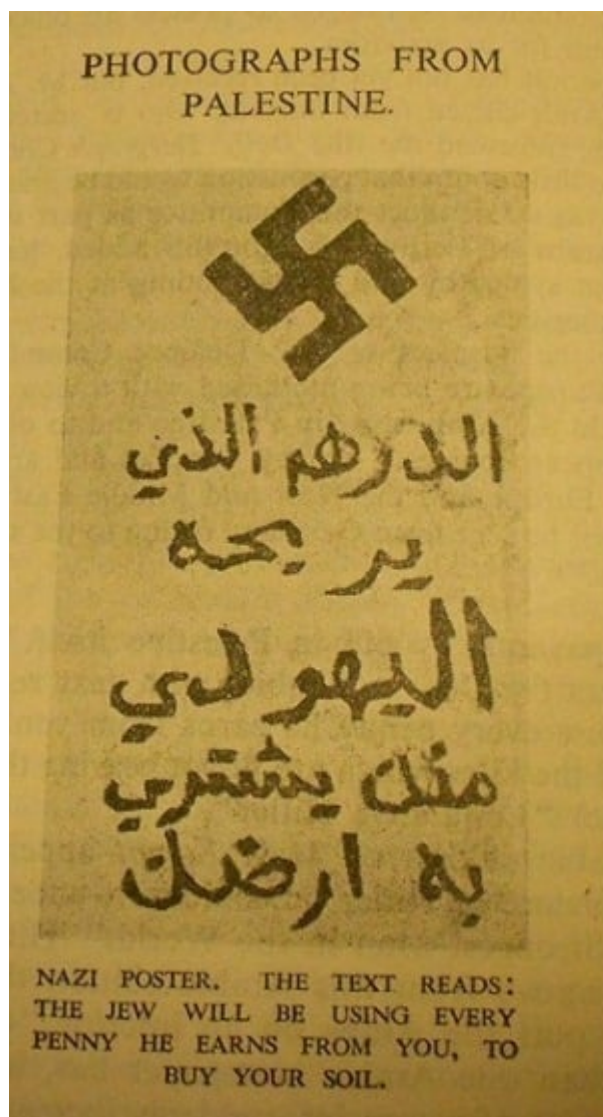 PHOTOGRAPHS FROM
PALESTINE.
الدرهم الذي
يربحه
اليهودي
منك يشتري
به ارضك
NAZI POSTER. THE TEXT READS:
THE JEW WILL BE USING EVERY
PENNY HE EARNS FROM YOU, TO
BUY YOUR SOIL.